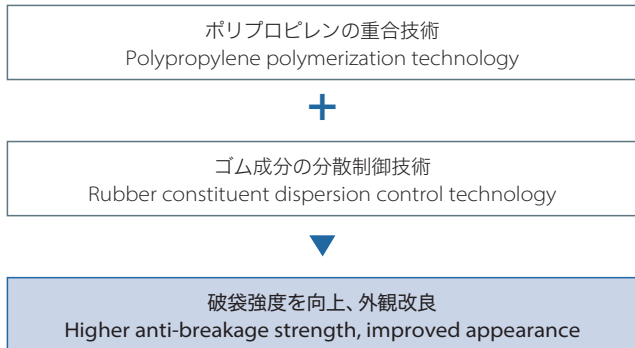 ポリプロピレンの重合技術
Polypropylene polymerization technology
+
ゴム成分の分散制御技術
Rubber constituent dispersion control technology
破袋強度を向上、外観改良
Higher anti-breakage strength, improved appearance